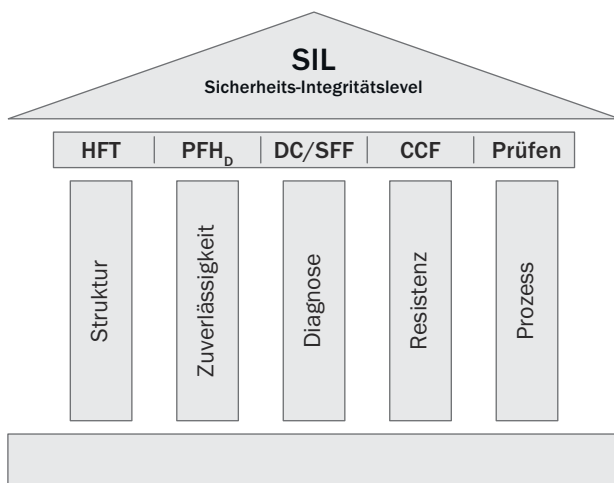 SIL
Sicherheits-Integritätslevel
HFT
PFHD
DC/SFF
CCF
Prüfen
Struktur
Zuverlässigkeit
Diagnose
Resistenz
Prozess